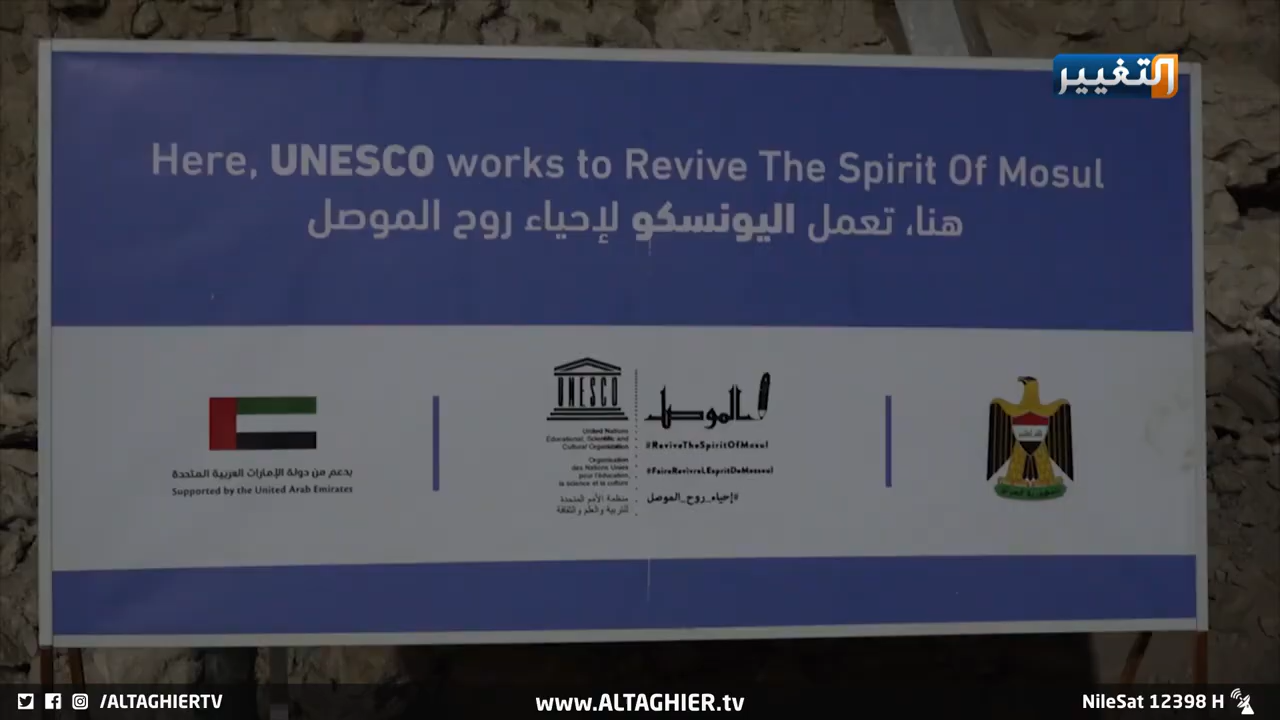 التغيير
Here, UNESCO works to Revive The Spirit Of Mosul
هنا، تعمل اليونسكو لإحياء روح الموصل
بدعم من دولة الإمارات العربية المتحدة
Supported by the United Arab Emirates
UNESCO
United Nations
Educational, Scientific and
Cultural Organization
Organisation
des Nations Unies
pour l'éducation,
la science et la culture
منظمة الأمم المتحدة
للتربية والعلم والثقافة
الموصل
#ReviveTheSpiritOfMosul
#FaireRevivreLEspritDeMossoul
#إحياء_روح_الموصل
/ALTAGHIERTV
www.ALTAGHIER.tv
NileSat 12398 H